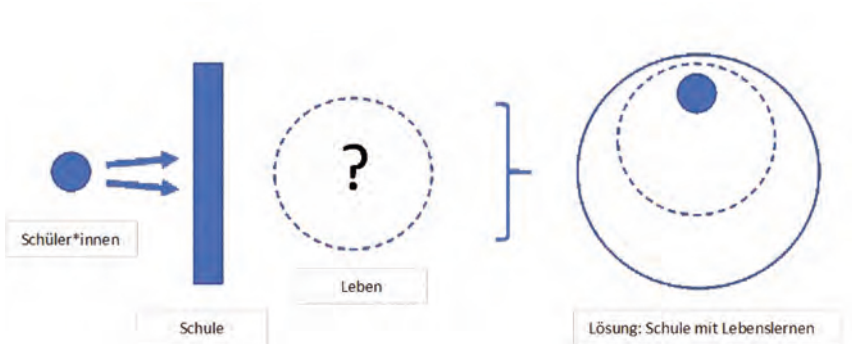 ?
Schüler*innen
Leben
Schule
Lösung: Schule mit Lebenslernen